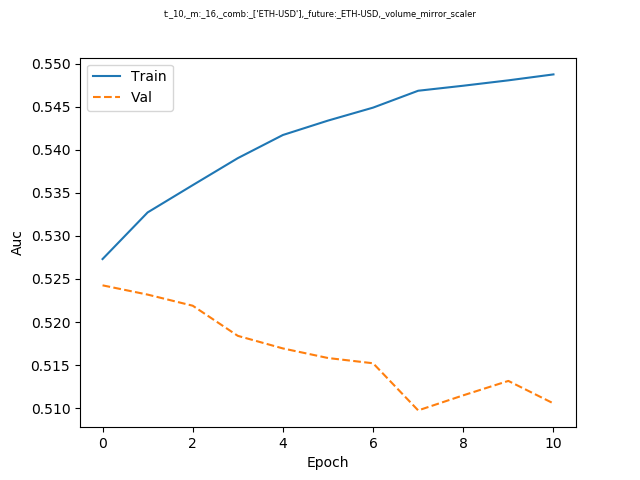 t:_10,_m:_16,_comb:_['ETH-USD'],_future:_ETH-USD,_volume_mirror_scaler
0.550
Train
Val
0.545
0.540
0.535
0.530
Auc
0.525
0.520
0.515
0.510
0 2 4 6 8 10
Epoch